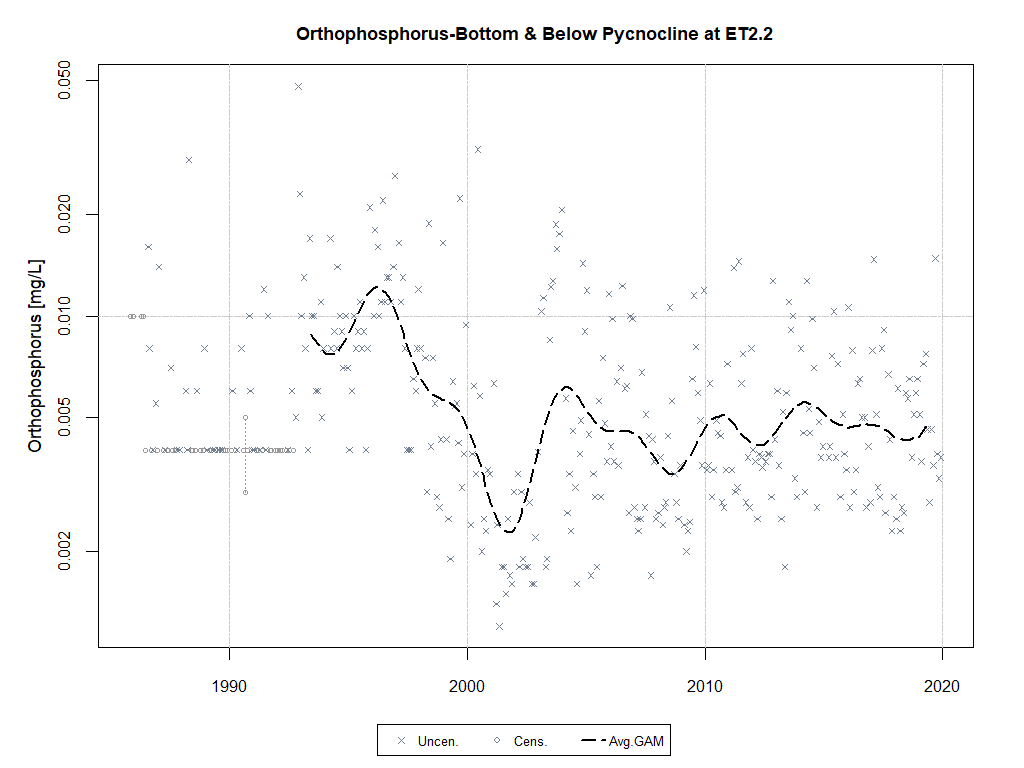 Orthophosphorus-Bottom & Below Pycnocline at ET2.2
Orthophosphorus [mg/L]
0.050
0.020
0.010
0.005
0.002
1990
2000
2010
2020
Uncen.
Cens.
Avg.GAM